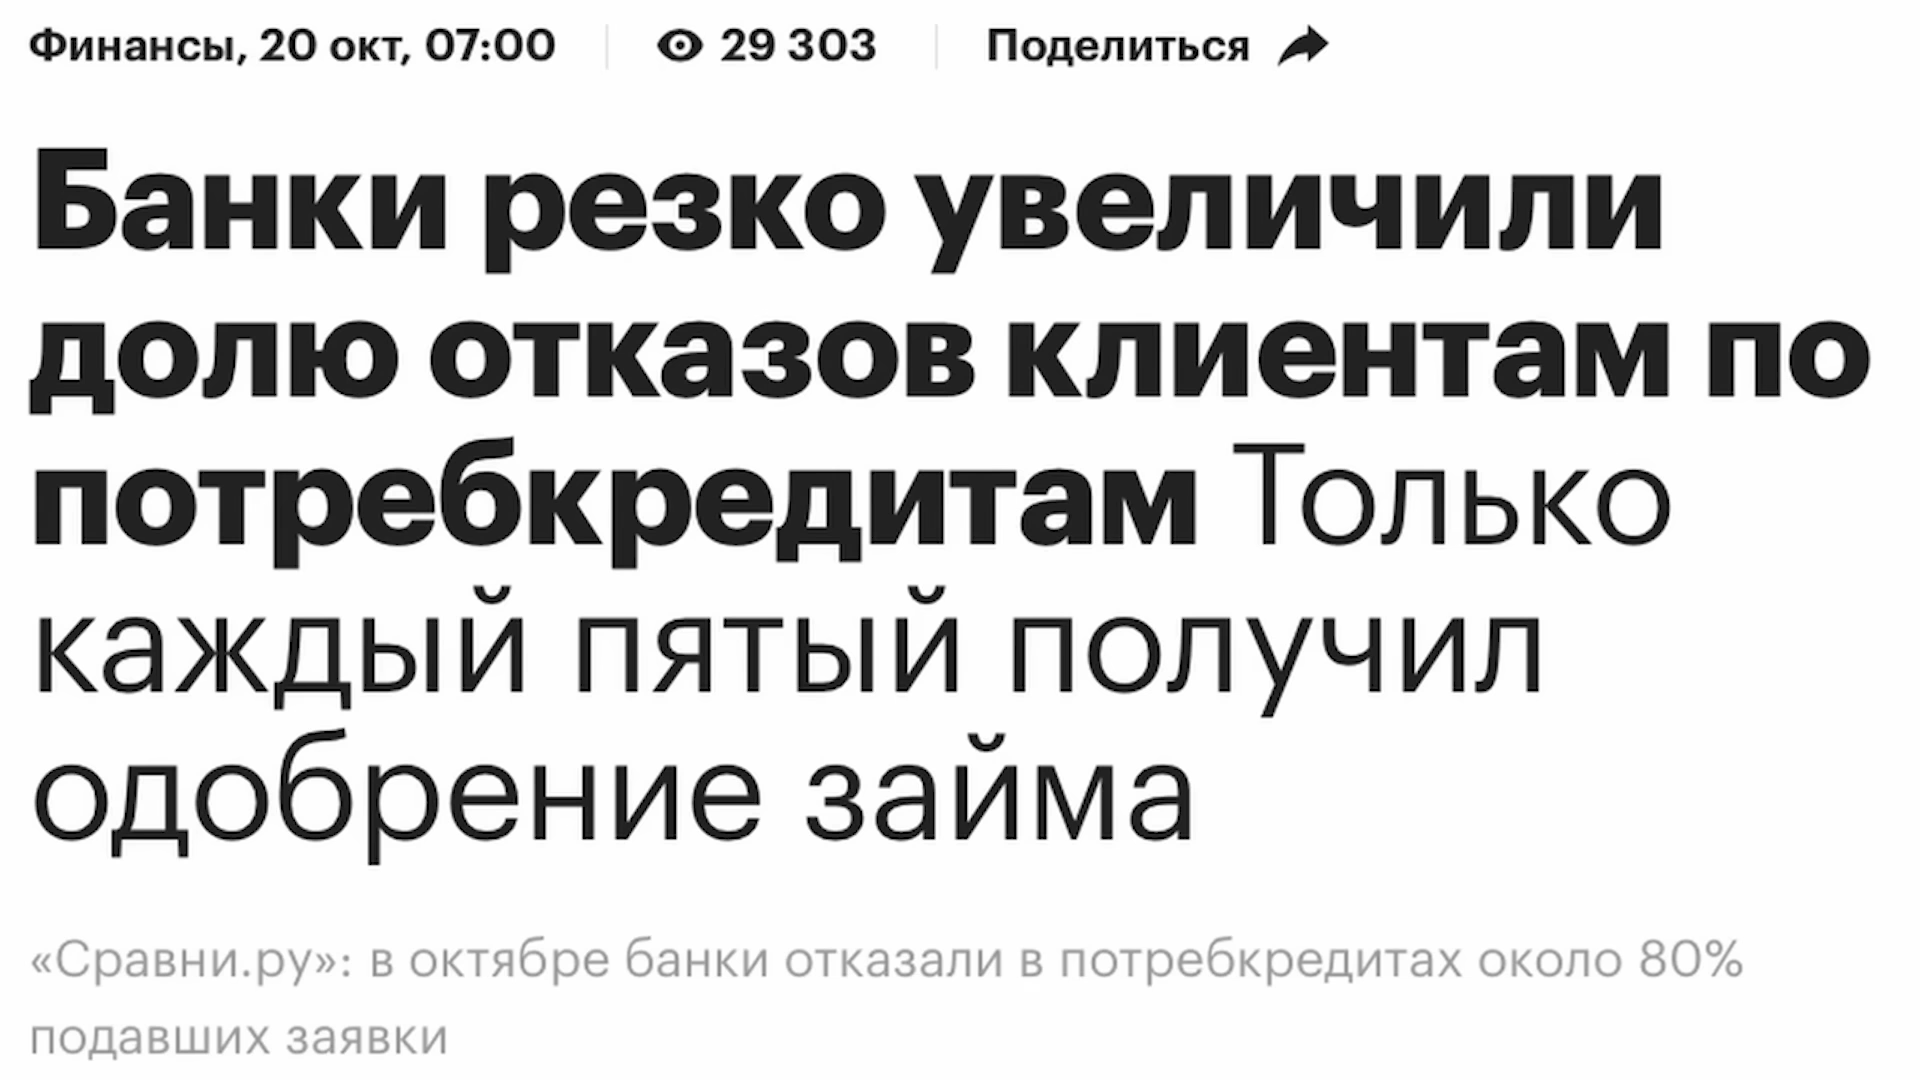 Финансы, 20 окт, 07:00 29 303 Поделиться
Банки резко увеличили
долю отказов клиентам по
потребкредитам Только
каждый пятый получил
одобрение займа
«Сравни.ру»: в октябре банки отказали в потребкредитах около 80%
подавших заявки